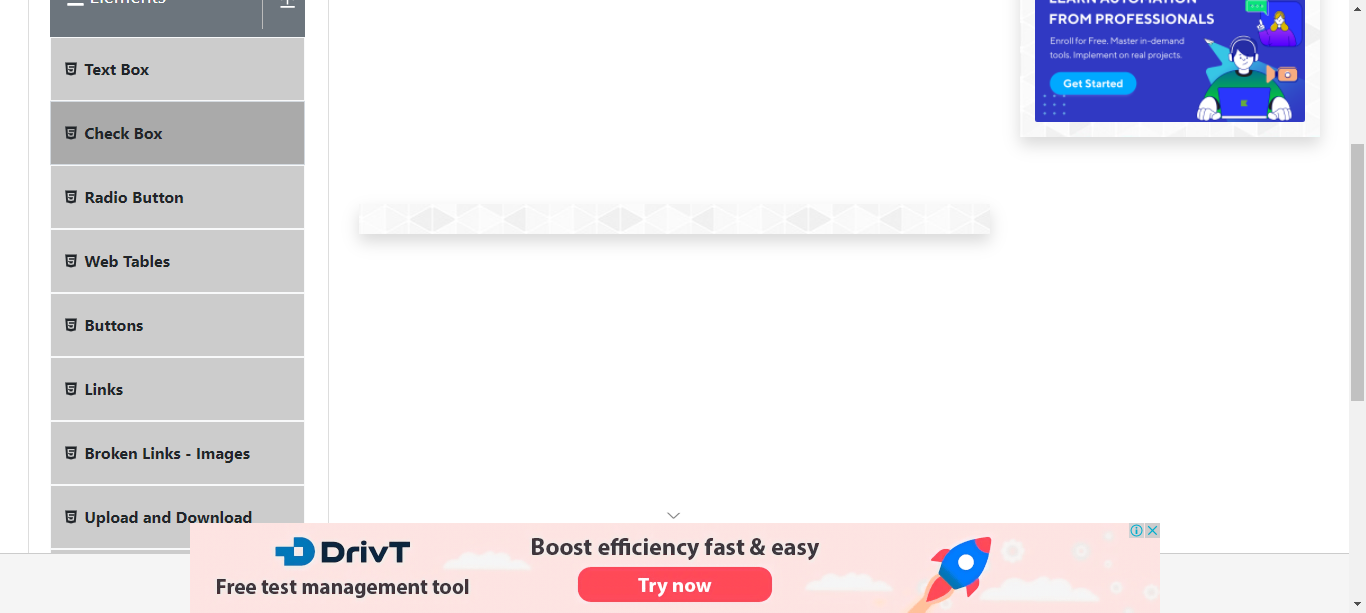 Elements
Text Box
Check Box
Radio Button
Web Tables
Buttons
Links
Broken Links - Images
Upload and Download
LEARN AUTOMATION
FROM PROFESSIONALS
Enroll for Free. Master in-demand
tools. Implement on real projects.
Get Started
DrivT
Free test management tool
Boost efficiency fast & easy
Try now